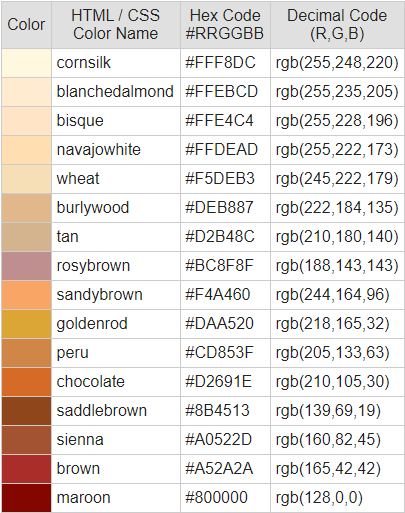 Color HTML / CSS Color Name Hex Code #RRGGBB Decimal Code (R,G,B)
cornsilk #FFF8DC rgb(255,248,220)
blanchedalmond #FFEBCD rgb(255,235,205)
bisque #FFE4C4 rgb(255,228,196)
navajowhite #FFDEAD rgb(255,222,173)
wheat #F5DEB3 rgb(245,222,179)
burlywood #DEB887 rgb(222,184,135)
tan #D2B48C rgb(210,180,140)
rosybrown #BC8F8F rgb(188,143,143)
sandybrown #F4A460 rgb(244,164,96)
goldenrod #DAA520 rgb(218,165,32)
peru #CD853F rgb(205,133,63)
chocolate #D2691E rgb(210,105,30)
saddlebrown #8B4513 rgb(139,69,19)
sienna #A0522D rgb(160,82,45)
brown #A52A2A rgb(165,42,42)
maroon #800000 rgb(128,0,0)